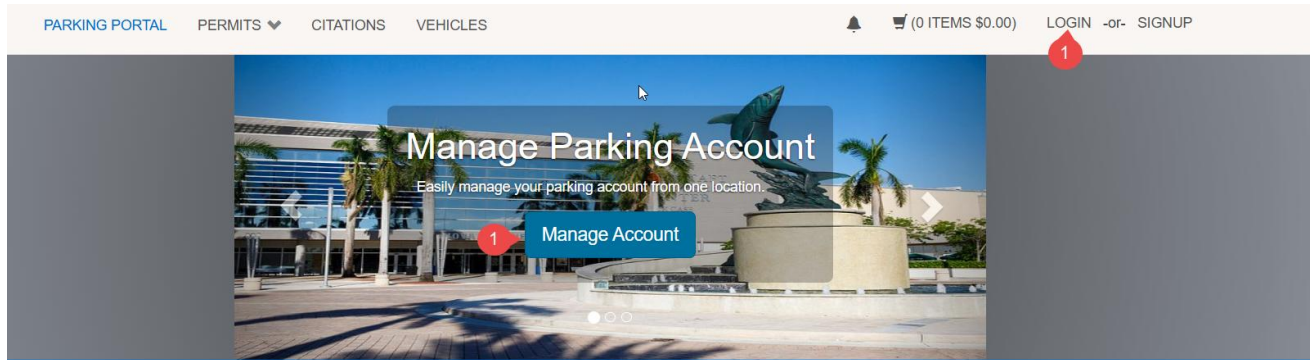 PARKING PORTAL PERMITS CITATIONS VEHICLES (0 ITEMS $0.00) LOGIN -or- SIGNUP
1
Manage Parking Account
Easily manage your parking account from one location.
1 Manage Account